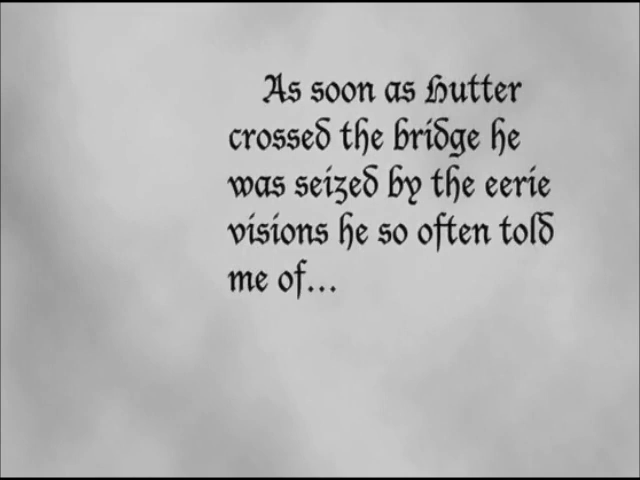 As soon as Hutter
crossed the bridge he
was seized by the eerie
visions he so often told
me of...